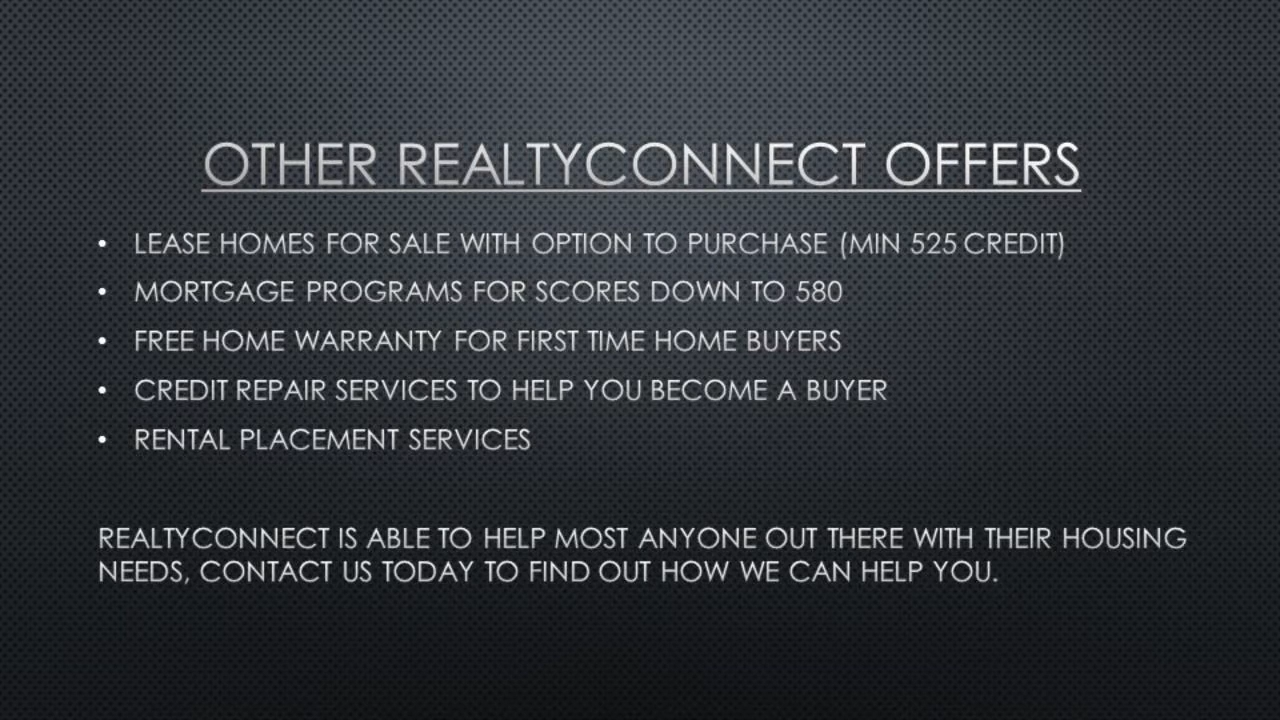 OTHER REALTYCONNECT OFFERS
• LEASE HOMES FOR SALE WITH OPTION TO PURCHASE (MIN 525 CREDIT)
• MORTGAGE PROGRAMS FOR SCORES DOWN TO 580
• FREE HOME WARRANTY FOR FIRST TIME HOME BUYERS
• CREDIT REPAIR SERVICES TO HELP YOU BECOME A BUYER
• RENTAL PLACEMENT SERVICES
REALTYCONNECT IS ABLE TO HELP MOST ANYONE OUT THERE WITH THEIR HOUSING
NEEDS, CONTACT US TODAY TO FIND OUT HOW WE CAN HELP YOU.